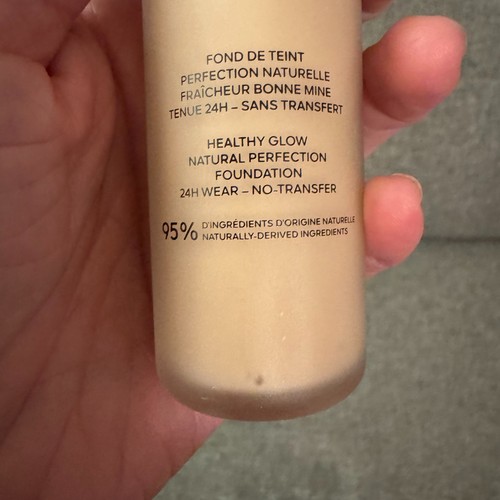 FOND DE TEINT
PERFECTION NATURELLE
FRAÎCHEUR BONNE MINE
TENUE 24H – SANS TRANSFERT
HEALTHY GLOW
NATURAL PERFECTION
FOUNDATION
24H WEAR – NO-TRANSFER
95% D'INGRÉDIENTS D'ORIGINE NATURELLE
NATURALLY-DERIVED INGREDIENTS